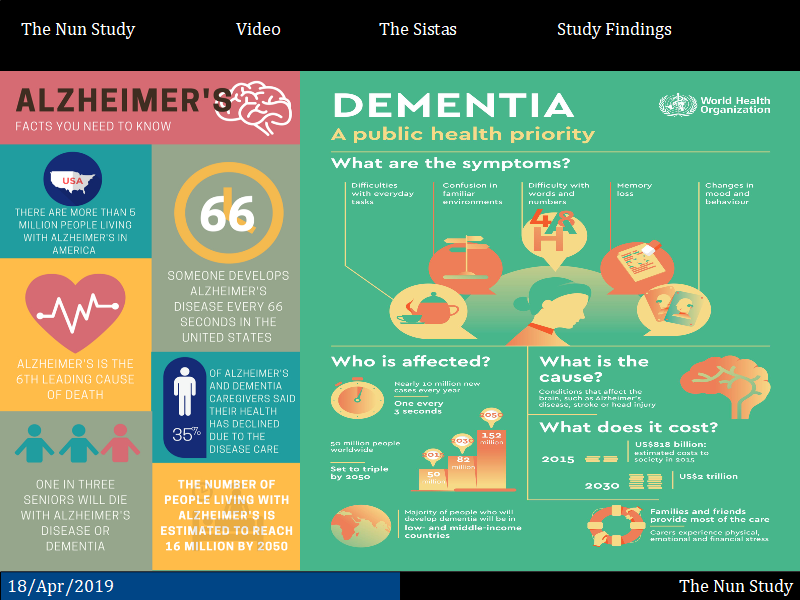 The Nun Study
Video
The Sistas
Study Findings
ALZHEIMER'S
FACTS YOU NEED TO KNOW
USA
THERE ARE MORE THAN 5
MILLION PEOPLE LIVING
WITH ALZHEIMER'S IN
AMERICA
66
SOMEONE DEVELOPS
ALZHEIMER'S
DISEASE EVERY 66
SECONDS IN THE
UNITED STATES
ALZHEIMER'S IS THE
6TH LEADING CAUSE
OF DEATH
35%
OF ALZHEIMER'S
AND DEMENTIA
CAREGIVERS SAID
THEIR HEALTH
HAS DECLINED
DUE TO THE
DISEASE CARE
ONE IN THREE
SENIORS WILL DIE
WITH ALZHEIMER'S
DISEASE OR
DEMENTIA
THE NUMBER OF
PEOPLE LIVING WITH
ALZHEIMER'S IS
ESTIMATED TO REACH
16 MILLION BY 2050
DEMENTIA
A public health priority
World Health
Organization
What are the symptoms?
Difficulties
with everyday
tasks
Confusion in
familiar
environments
Difficulty with
words and
numbers
Memory
loss
Changes in
mood and
behaviour
4 A 8
H
Who is affected?
Nearly 10 million new
cases every year
One every
3 seconds
50 million people
worldwide
Set to triple
by 2050
2015
50
million
2030
82
million
2050
152
million
Majority of people who will
develop dementia will be in
low- and middle-income
countries
What is the
cause?
Conditions that affect the
brain, such as Alzheimer's
disease, stroke or head injury
What does it cost?
2015
US$818 billion:
estimated costs to
society in 2015
2030
US$2 trillion
Families and friends
provide most of the care
Carers experience physical,
emotional and financial stress
18/Apr/2019
The Nun Study